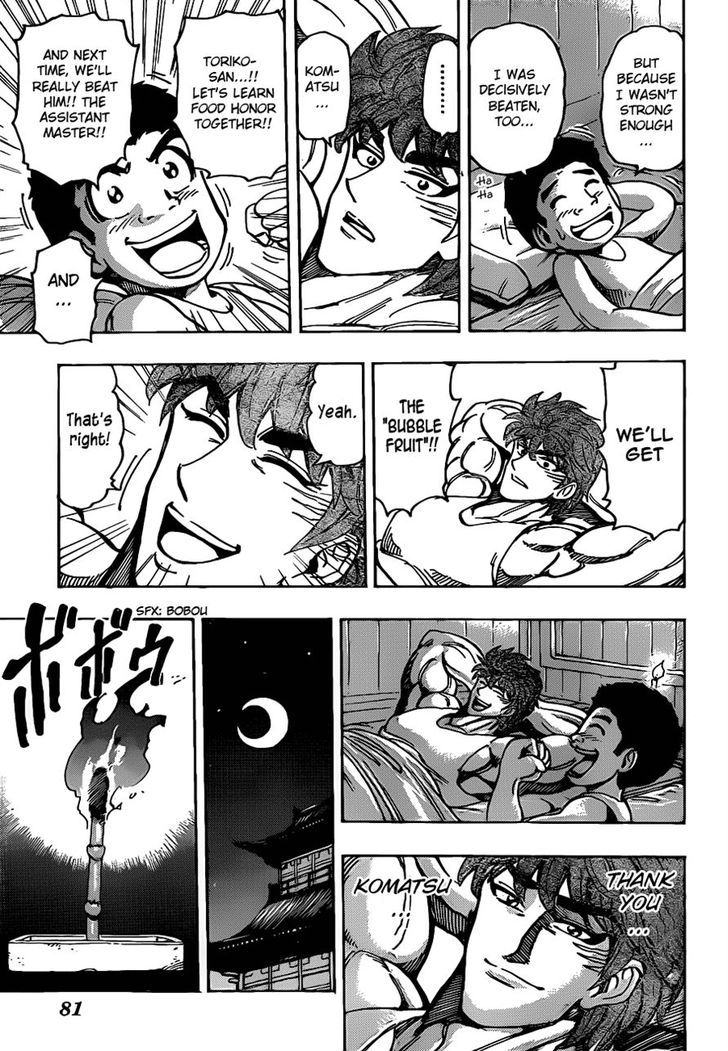 BUT
BECAUSE
I WASN'T
STRONG
ENOUGH
...
I WAS
DECISIVELY
BEATEN,
TOO...
Ha
Ha
.........
KOM-
ATSU
...
TORIKO-
SAN...!!
LET'S LEARN
FOOD HONOR
TOGETHER!!
AND NEXT
TIME, WE'LL
REALLY BEAT
HIM!! THE
ASSISTANT
MASTER!!
AND
...
WE'LL
GET
THE
"BUBBLE
FRUIT"!!
Yeah.
That's
right!
THANK
YOU
...
KOMATSU
...
SFX: BOBOU
ボボウ
81